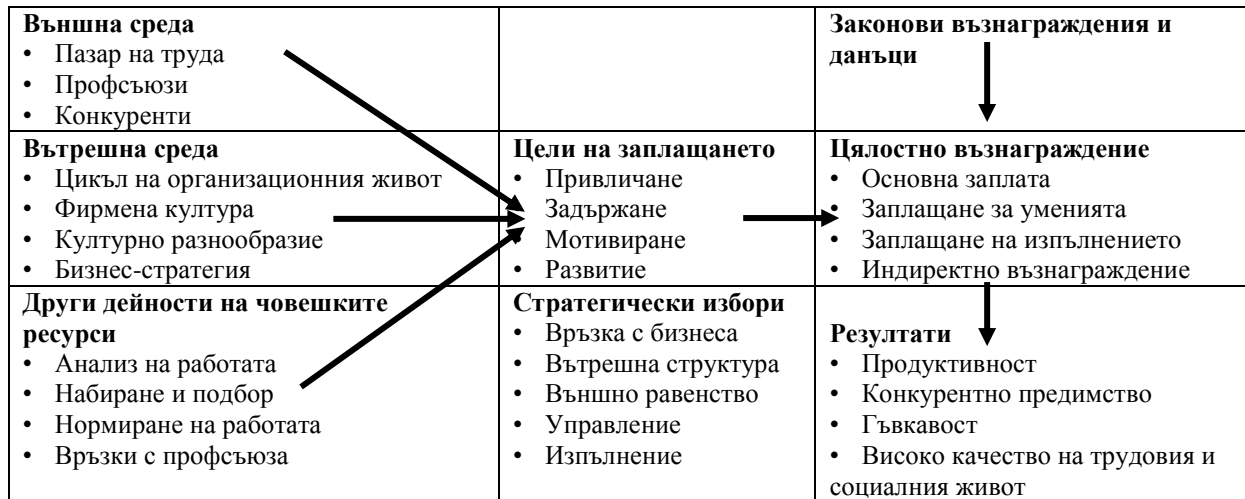 Външна среда
• Пазар на труда
• Профсъюзи
• Конкуренти
Законови възнаграждения и
данъци
Вътрешна среда
• Цикъл на организационния живот
• Фирмена култура
• Културно разнообразие
• Бизнес-стратегия
Цели на заплащането
• Привличане
• Задържане
• Мотивиране
• Развитие
Цялостно възнаграждение
• Основна заплата
• Заплащане за уменията
• Заплащане на изпълнението
• Индиректно възнаграждение
Други дейности на човешките
ресурси
• Анализ на работата
• Набиране и подбор
• Нормиране на работата
• Връзки с профсъюза
Стратегически избори
• Връзка с бизнеса
• Вътрешна структура
• Външно равенство
• Управление
• Изпълнение
Резултати
• Продуктивност
• Конкурентно предимство
• Гъвкавост
• Високо качество на трудовия и
социалния живот